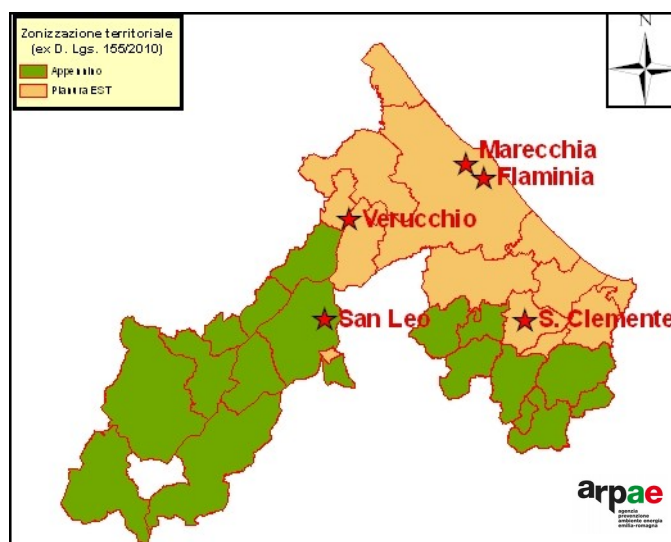 Zonizzazione territoriale
(ex D. Lgs. 155/2010)
Appennino
Pianura EST
N
Marecchia
Flaminia
Verucchio
San Leo
S. Clemente
arpae
agenzia
prevenzione
ambiente energia
emilia-romagna